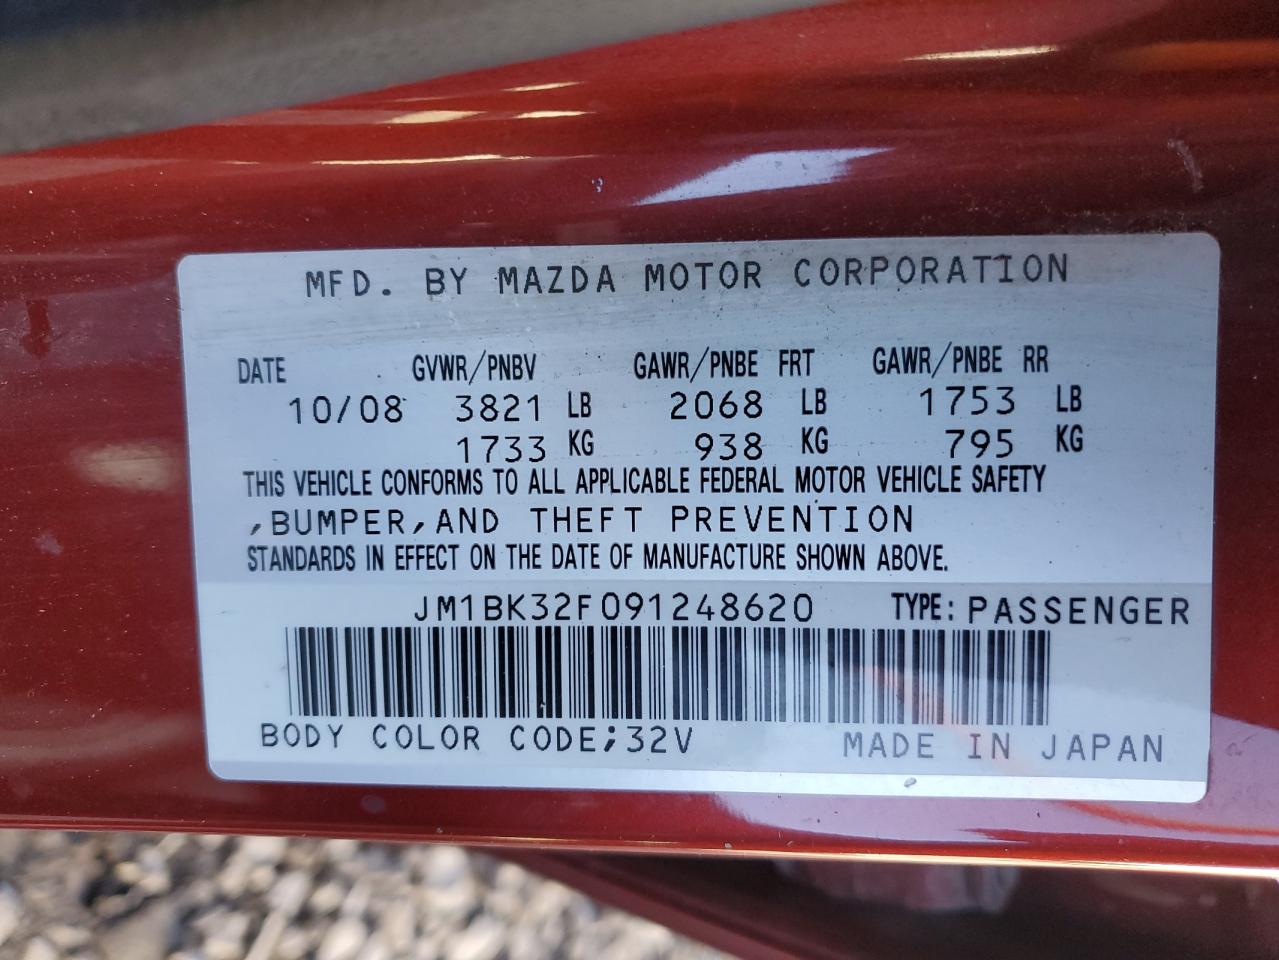 MFD. BY MAZDA MOTOR CORPORATION
DATE GVWR/PNBV GAWR/PNBE FRT GAWR/PNBE RR
10/08 3821 LB 2068 LB 1753 LB
1733 KG 938 KG 795 KG
THIS VEHICLE CONFORMS TO ALL APPLICABLE FEDERAL MOTOR VEHICLE SAFETY
,BUMPER,AND THEFT PREVENTION
STANDARDS IN EFFECT ON THE DATE OF MANUFACTURE SHOWN ABOVE.
JM1BK32F091248620 TYPE: PASSENGER
BODY COLOR CODE;32V MADE IN JAPAN